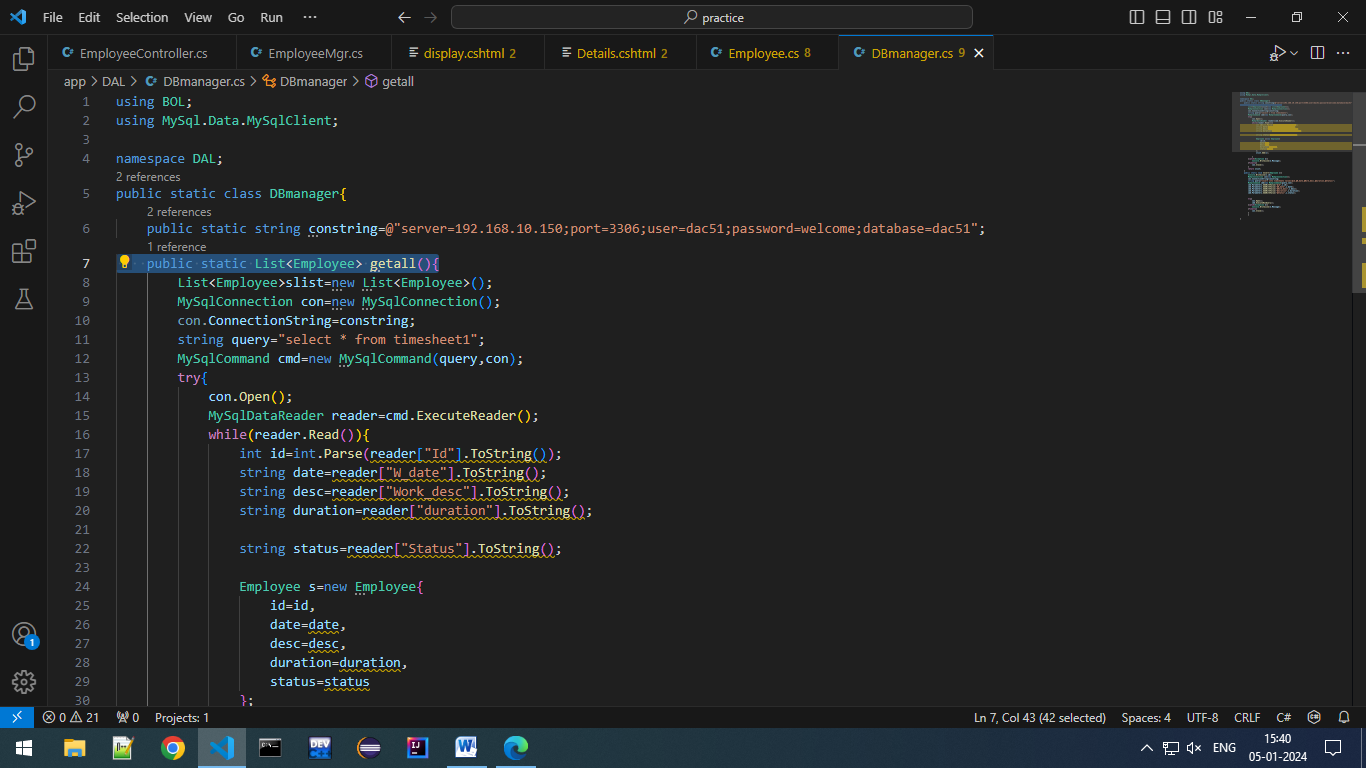 File Edit Selection View Go Run ··· practice
EmployeeController.cs EmployeeMgr.cs display.cshtml 2 Details.cshtml 2 Employee.cs 8 DBmanager.cs 9
app > DAL > DBmanager.cs > DBmanager > getall
1 using BOL;
2 using MySql.Data.MySqlClient;
3
4 namespace DAL;
2 references
5 public static class DBmanager{
2 references
6 public static string constring=@"server=192.168.10.150;port=3306;user=dac51;password=welcome;database=dac51";
1 reference
7 public static List<Employee> getall(){
8 List<Employee>slist=new List<Employee>();
9 MySqlConnection con=new MySqlConnection();
10 con.ConnectionString=constring;
11 string query="select * from timesheet1";
12 MySqlCommand cmd=new MySqlCommand(query,con);
13 try{
14 con.Open();
15 MySqlDataReader reader=cmd.ExecuteReader();
16 while(reader.Read()){
17 int id=int.Parse(reader["Id"].ToString());
18 string date=reader["W_date"].ToString();
19 string desc=reader["Work_desc"].ToString();
20 string duration=reader["duration"].ToString();
21
22 string status=reader["Status"].ToString();
23
24 Employee s=new Employee{
25 id=id,
26 date=date,
27 desc=desc,
28 duration=duration,
29 status=status
30 };
0 21 0 Projects: 1 Ln 7, Col 43 (42 selected) Spaces: 4 UTF-8 CRLF C#
1
DEV
IJ
W
ENG
15:40
05-01-2024